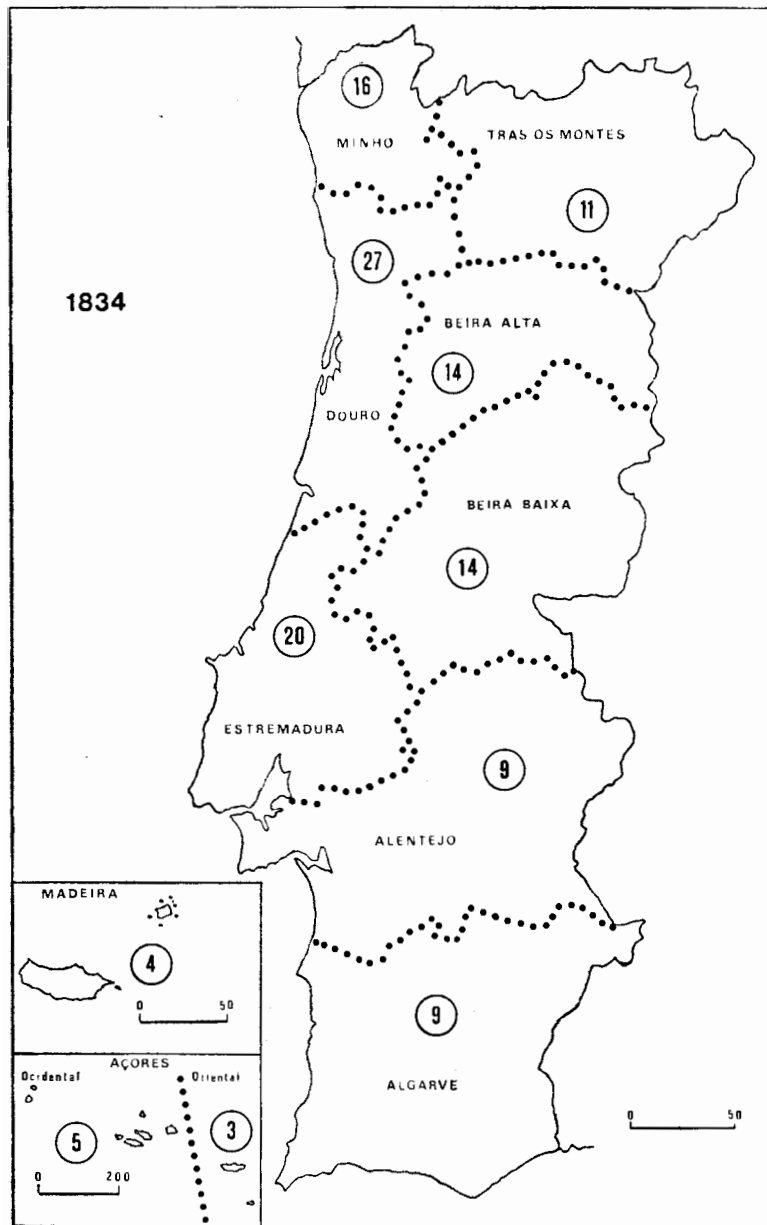 16
MINHO
TRAS OS MONTES
11
27
1834
BEIRA ALTA
14
DOURO
BEIRA BAIXA
14
20
ESTREMADURA
9
ALENTEJO
MADEIRA
4
0 50
9
ALGARVE
0 50
AÇORES
Ocidental Oriental
5
3
0 200